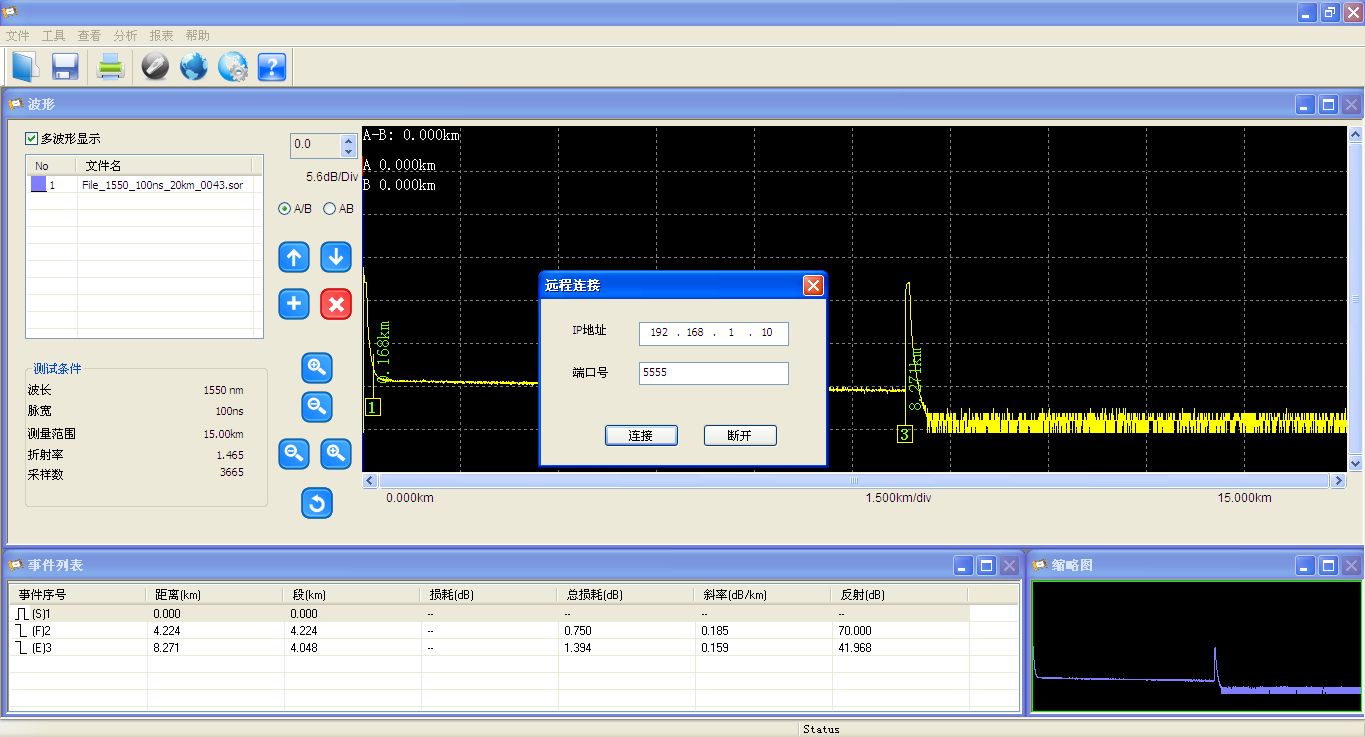 文件 工具 查看 分析 报表 帮助
波形
多波形显示
No 文件名
1 File_1550_100ns_20km_0043.sor
0.0
5.6dB/Div
A/B AB
A-B: 0.000km
A 0.000km
B 0.000km
0.168km
1
8.271km
3
远程连接
IP地址 192 . 168 . 1 . 10
端口号 5555
连接 断开
测试条件
波长 1550 nm
脉宽 100ns
测量范围 15.00km
折射率 1.465
采样数 3665
0.000km 1.500km/div 15.000km
事件列表
事件序号 距离(km) 段(km) 损耗(dB) 总损耗(dB) 斜率(dB/km) 反射(dB)
(S)1 0.000 0.000 -- -- -- --
(F)2 4.224 4.224 -- 0.750 0.185 70.000
(E)3 8.271 4.048 -- 1.394 0.159 41.968
缩略图
Status